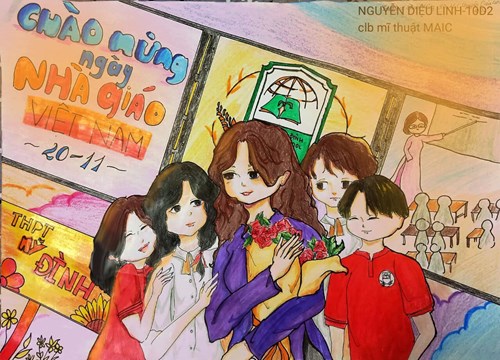 NGUYỄN DIỆU LINH-10D2
clb mĩ thuật MAIC
CHÀO MỪNG
ngày
NHÀ GIÁO
VIỆT NAM
~20-11~
THPT
MỸ ĐÌNH